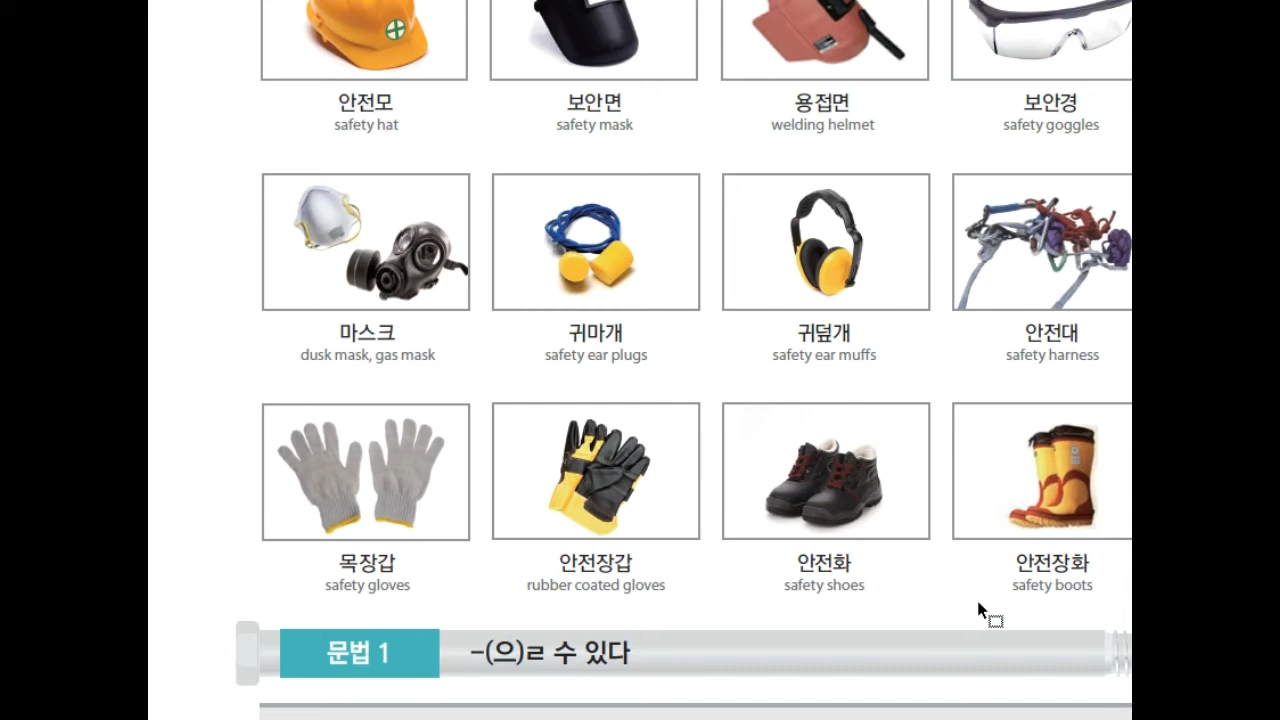 안전모 보안면 용접면 보안경
safety hat safety mask welding helmet safety goggles
마스크 귀마개 귀덮개 안전대
dusk mask, gas mask safety ear plugs safety ear muffs safety harness
목장갑 안전장갑 안전화 안전장화
safety gloves rubber coated gloves safety shoes safety boots
문법 1 -(으)ㄹ 수 있다